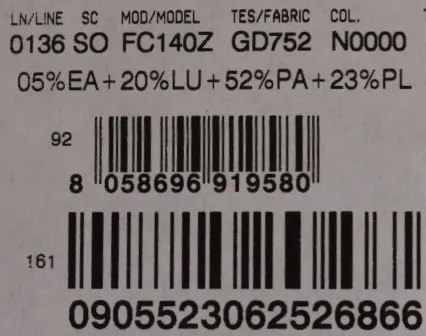 LN/LINE SC MOD/MODEL TES/FABRIC COL.
0136 SO FC140Z GD752 N0000
05%EA+20%LU+52%PA+23%PL
92
8 058696 919580
161
0905523062526866